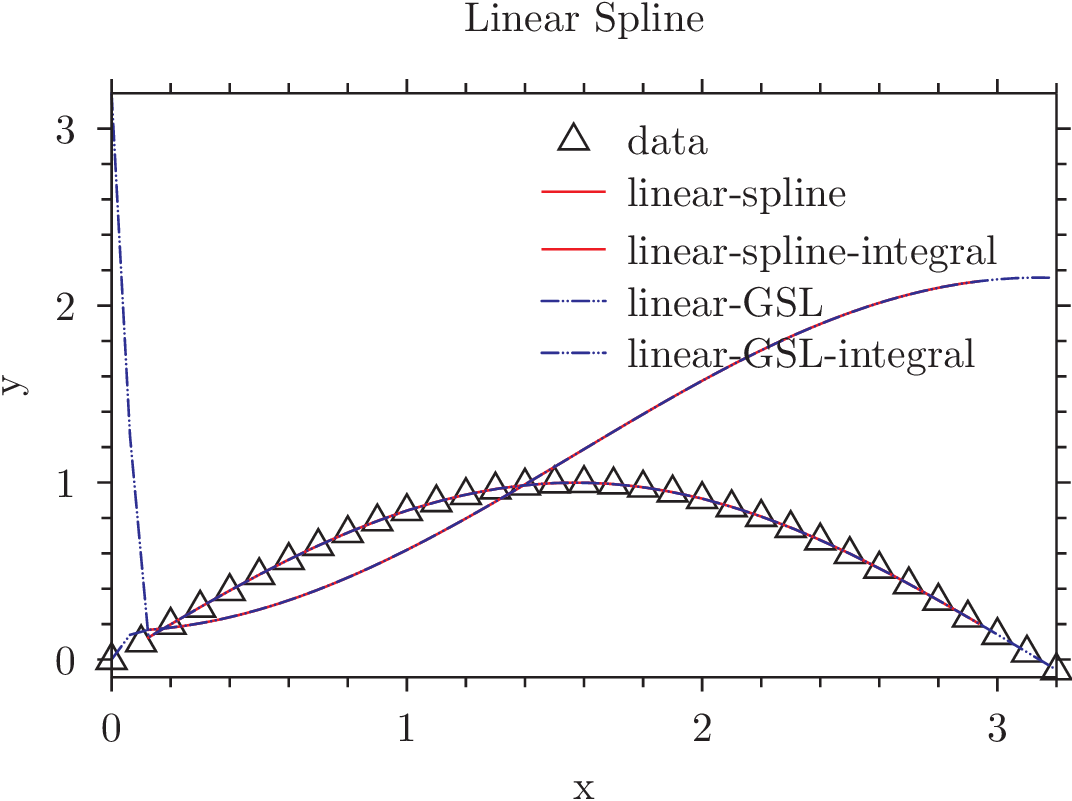 Linear Spline
3
data
linear-spline
linear-spline-integral
2
linear-GSL
linear-GSL-integral
y
1
0
0 1 2 3
x